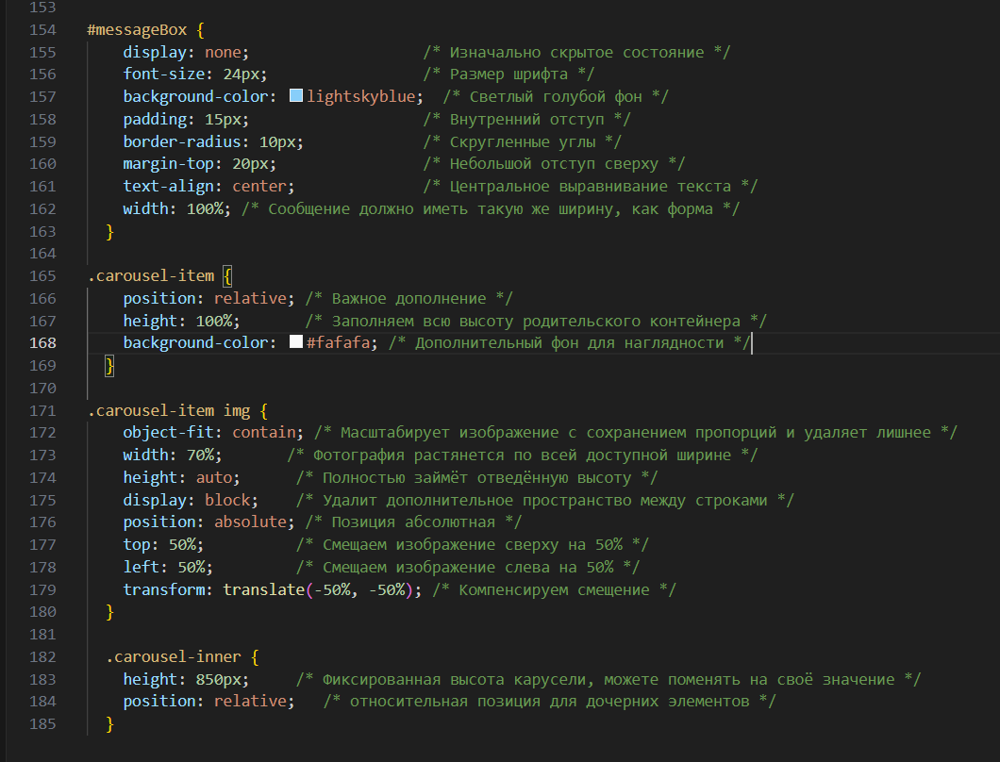 153
154 #messageBox {
155 display: none; /* Изначально скрытое состояние */
156 font-size: 24px; /* Размер шрифта */
157 background-color: lightskyblue; /* Светлый голубой фон */
158 padding: 15px; /* Внутренний отступ */
159 border-radius: 10px; /* Скругленные углы */
160 margin-top: 20px; /* Небольшой отступ сверху */
161 text-align: center; /* Центральное выравнивание текста */
162 width: 100%; /* Сообщение должно иметь такую же ширину, как форма */
163 }
164
165 .carousel-item {
166 position: relative; /* Важное дополнение */
167 height: 100%; /* Заполняем всю высоту родительского контейнера */
168 background-color: #fafafa; /* Дополнительный фон для наглядности */
169 }
170
171 .carousel-item img {
172 object-fit: contain; /* Масштабирует изображение с сохранением пропорций и удаляет лишнее */
173 width: 70%; /* Фотография растянется по всей доступной ширине */
174 height: auto; /* Полностью займёт отведённую высоту */
175 display: block; /* Удалит дополнительное пространство между строками */
176 position: absolute; /* Позиция абсолютная */
177 top: 50%; /* Смещаем изображение сверху на 50% */
178 left: 50%; /* Смещаем изображение слева на 50% */
179 transform: translate(-50%, -50%); /* Компенсируем смещение */
180 }
181
182 .carousel-inner {
183 height: 850px; /* Фиксированная высота карусели, можете поменять на своё значение */
184 position: relative; /* относительная позиция для дочерних элементов */
185 }